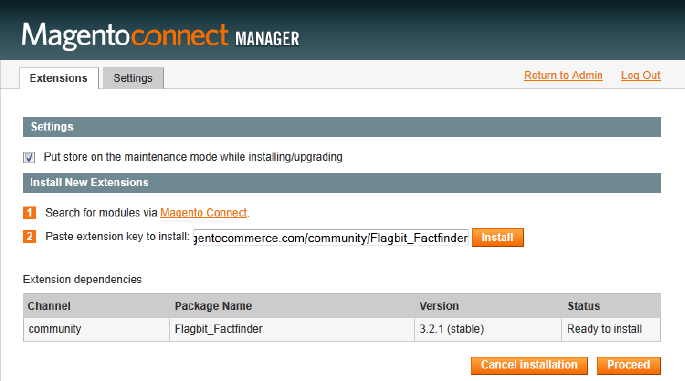 Magentoconnect MANAGER
Extensions
Settings
Return to Admin
Log Out
Settings
Put store on the maintenance mode while installing/upgrading
Install New Extensions
1 Search for modules via Magento Connect.
2 Paste extension key to install: gentocommerce.com/community/Flagbit_Factfinder Install
Extension dependencies
Channel Package Name Version Status
community Flagbit_Factfinder 3.2.1 (stable) Ready to install
Cancel installation Proceed